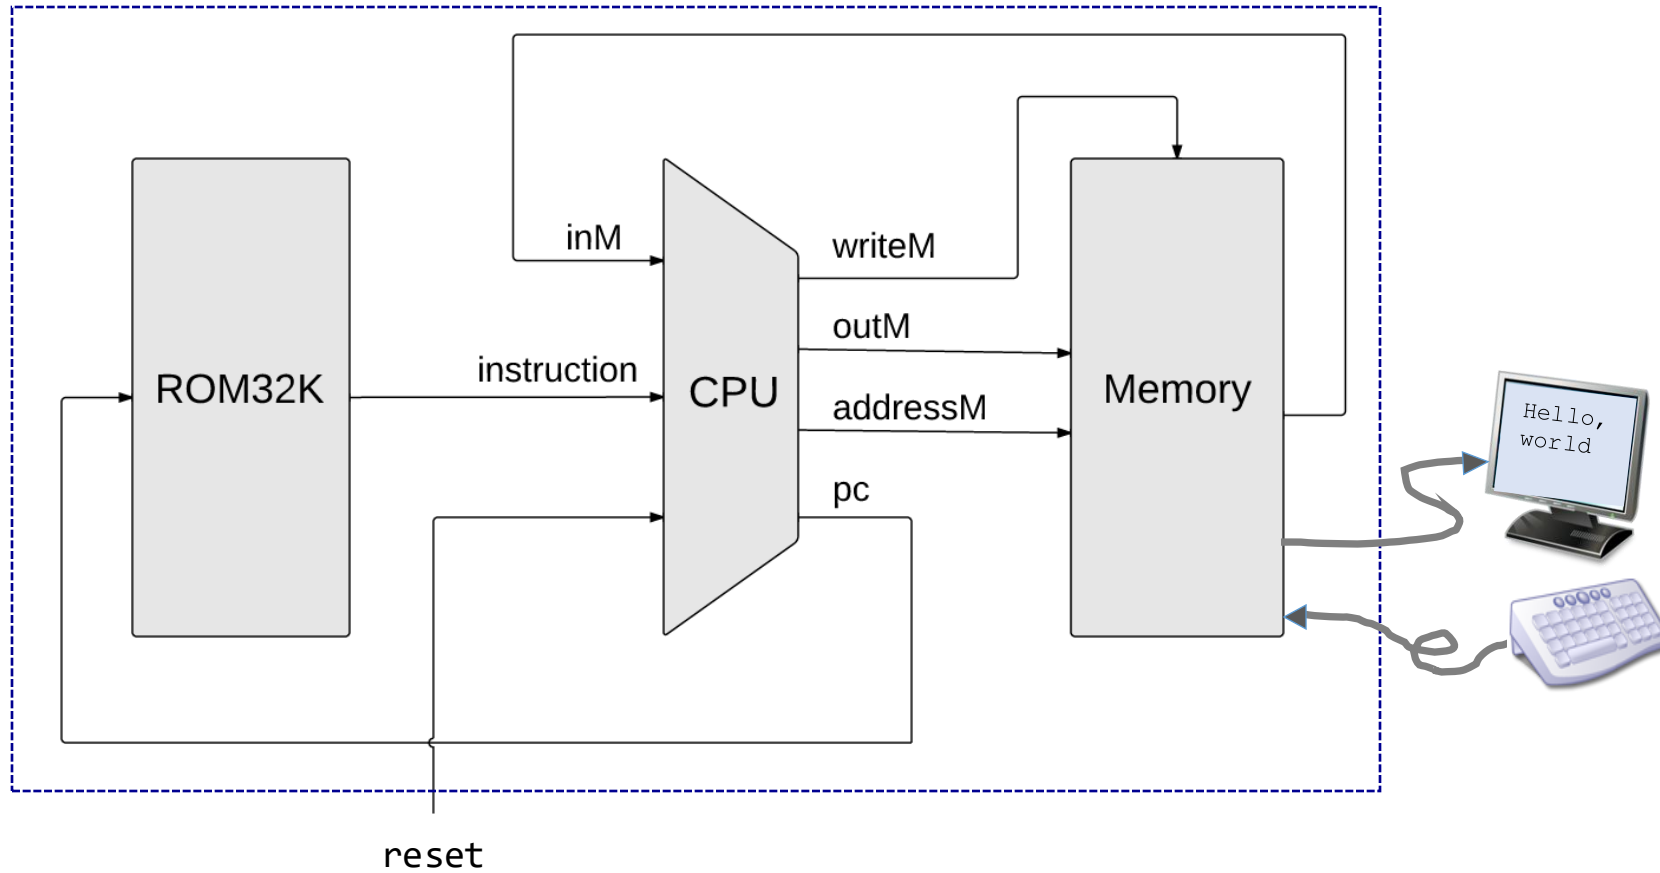 inM
writeM
outM
instruction
ROM32K
CPU
addressM
Memory
pc
Hello,
world
reset